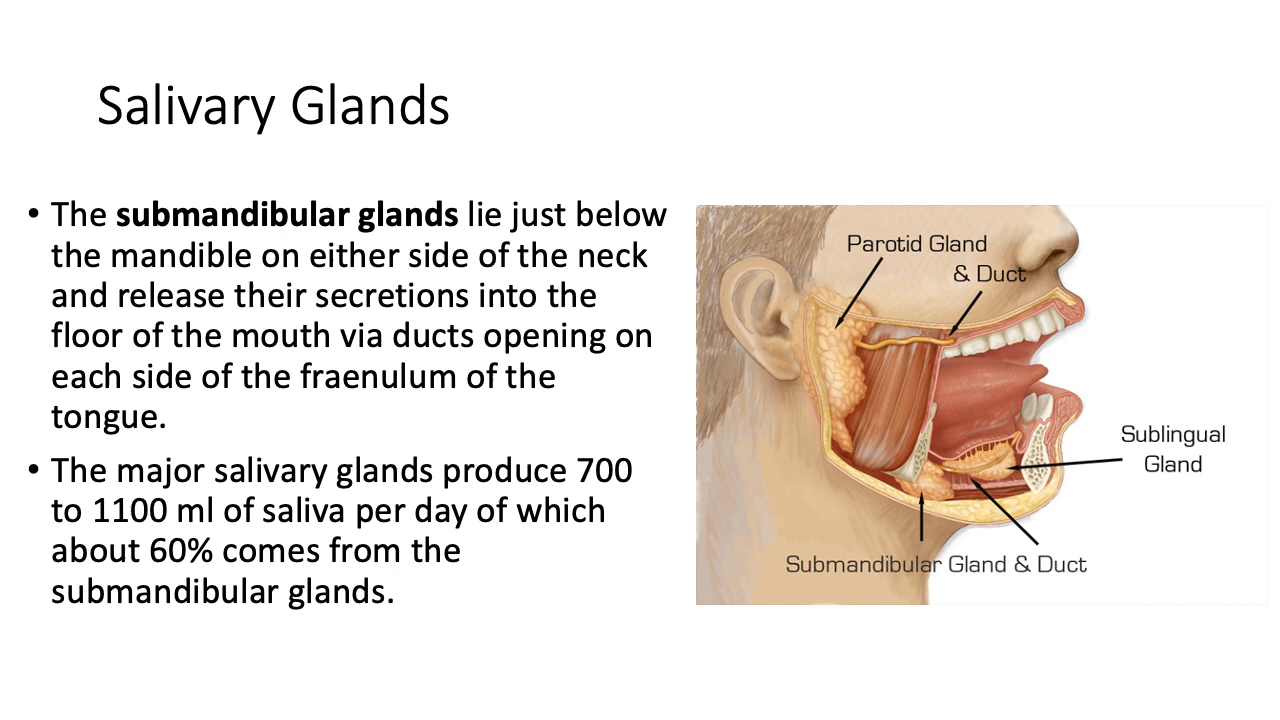 Salivary Glands
• The submandibular glands lie just below
the mandible on either side of the neck
and release their secretions into the
floor of the mouth via ducts opening on
each side of the fraenulum of the
tongue.
• The major salivary glands produce 700
to 1100 ml of saliva per day of which
about 60% comes from the
submandibular glands.
Parotid Gland
& Duct
Sublingual
Gland
Submandibular Gland & Duct